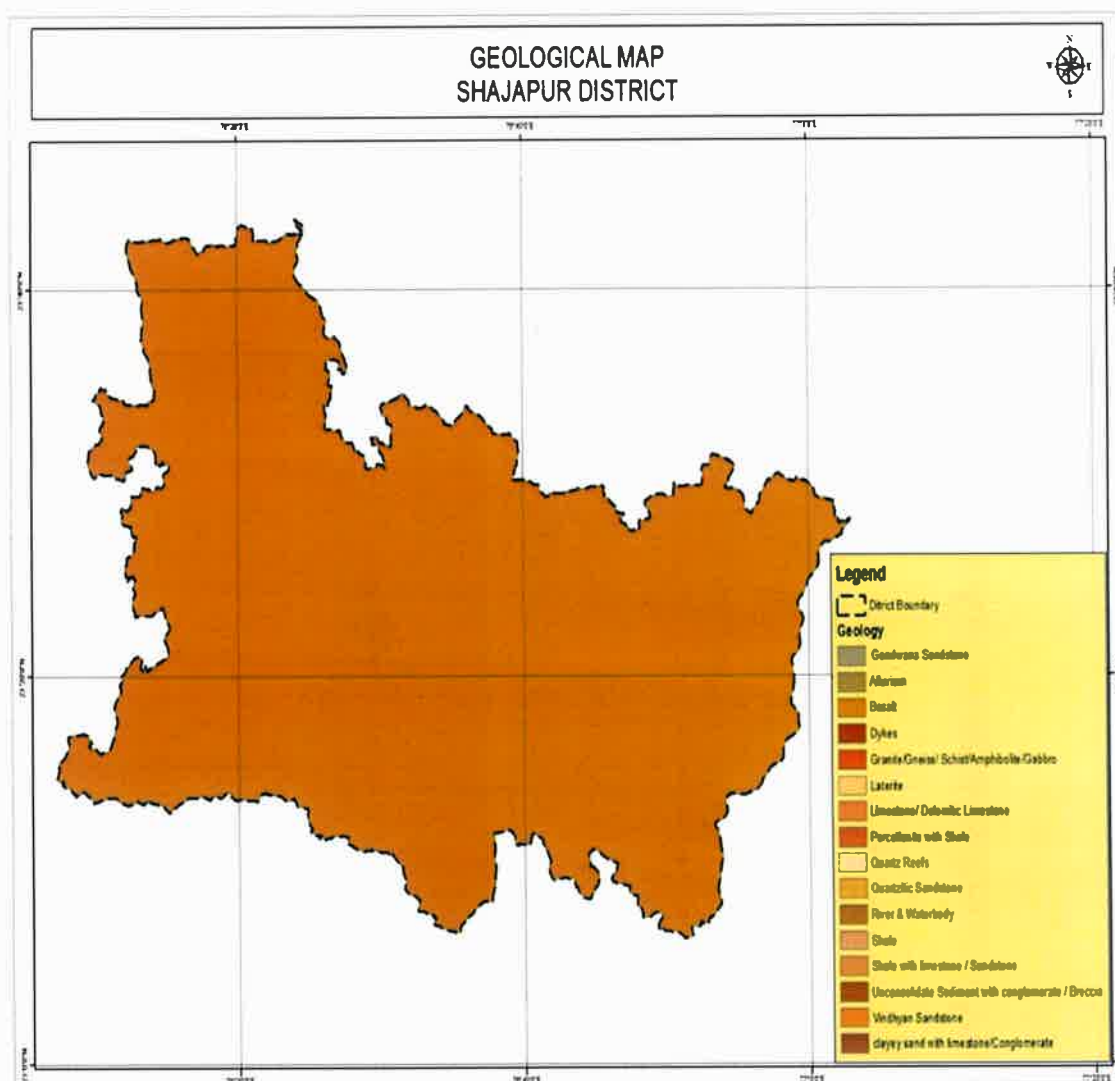 GEOLOGICAL MAP
SHAJAPUR DISTRICT
N
S
Legend
Ditrict Boundary
Geology
Gondwana Sandstone
Alluvium
Basalt
Dykes
Granite/Gneiss/ Schist/Amphibolite/Gabbro
Laterite
Limestone/ Dolomitic Limestone
Porcellanite with Shale
Quartz Reefs
Quartzitic Sandstone
River & Waterbody
Shale
Shale with limestone / Sandstone
Unconsolidate Sediment with conglomerate / Breccia
Vindhyan Sandstone
clayey sand with limestone/Conglomerate